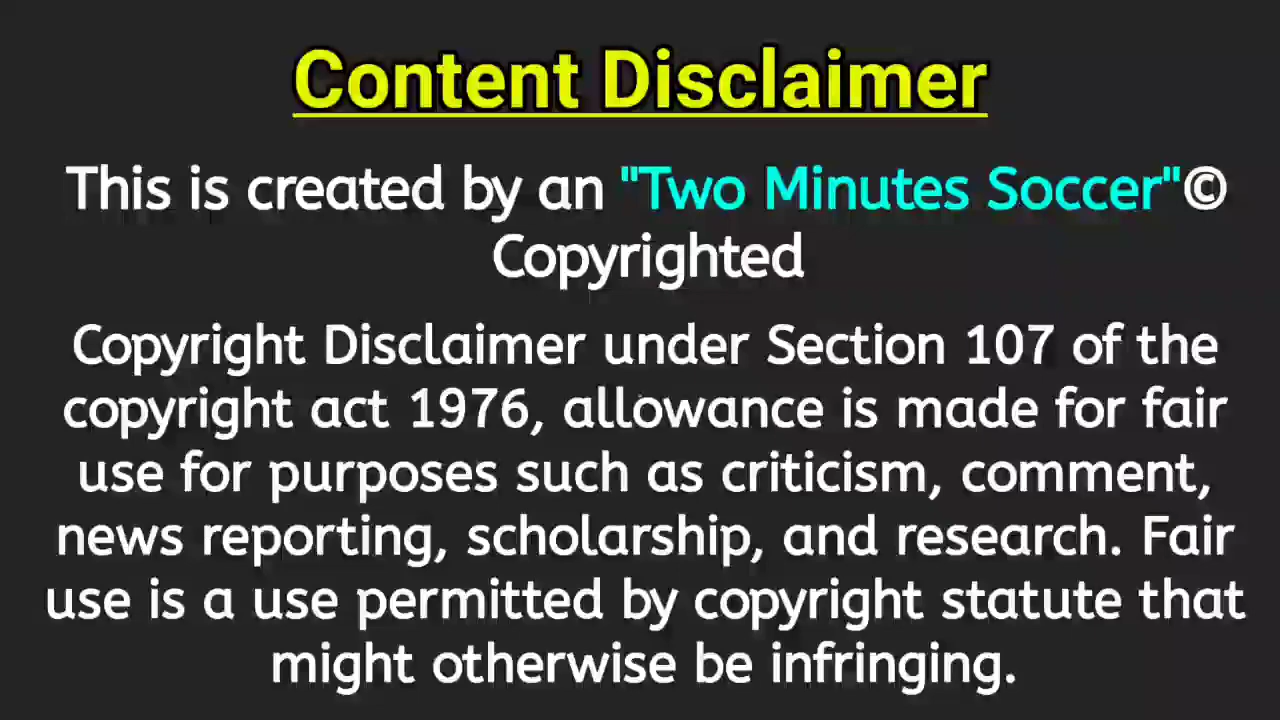 Content Disclaimer
This is created by an "Two Minutes Soccer"©
Copyrighted
Copyright Disclaimer under Section 107 of the
copyright act 1976, allowance is made for fair
use for purposes such as criticism, comment,
news reporting, scholarship, and research. Fair
use is a use permitted by copyright statute that
might otherwise be infringing.